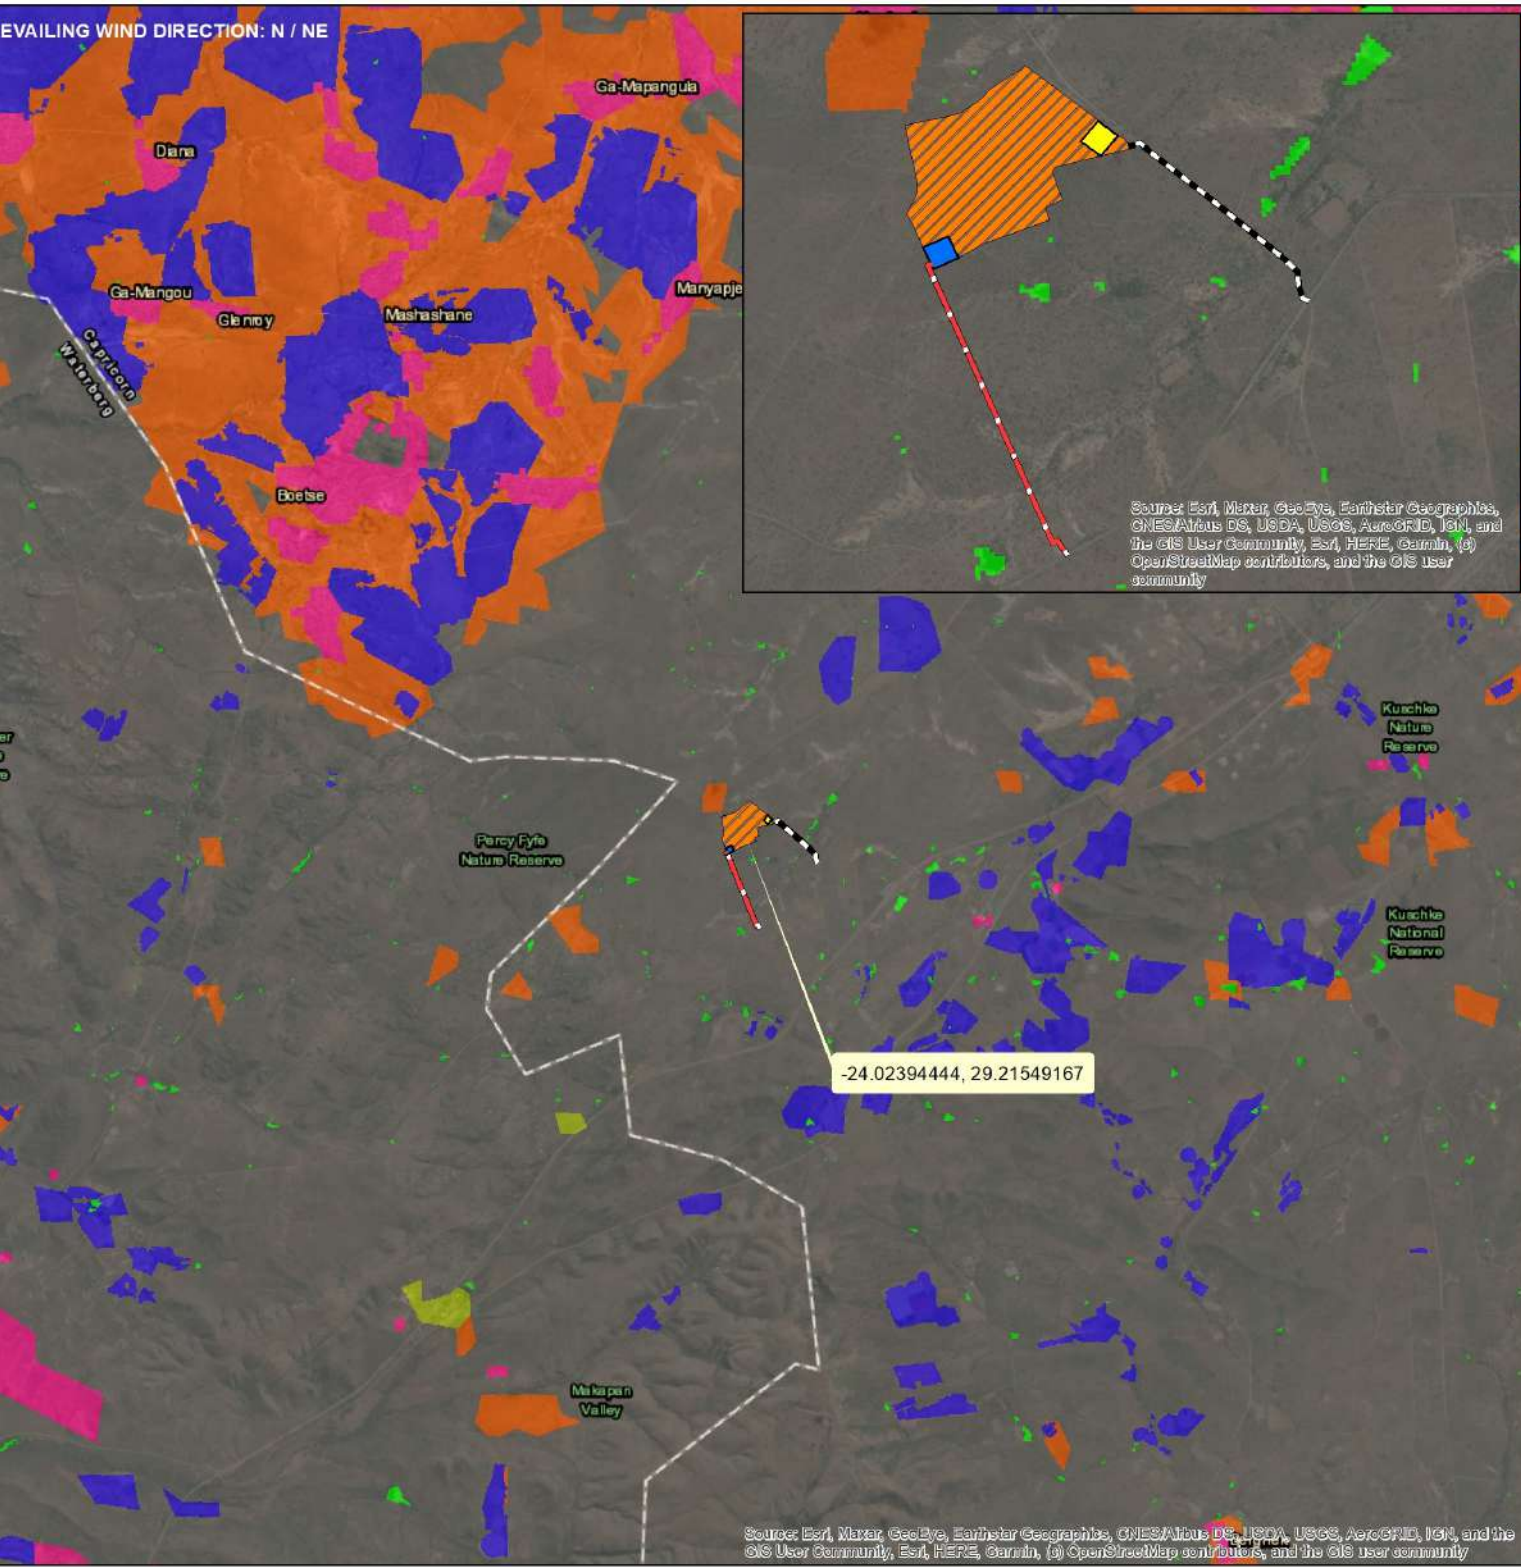 EVAILING WIND DIRECTION: N / NE
Ga-Mapangula
Diana
Ga-Mangou
Glenroy
Mashashane
Manyapje
Capricorn
Waterberg
Boetse
Source: Esri, Maxar, GeoEye, Earthstar Geographics,
CNES/Airbus DS, USDA, USGS, AeroGRID, IGN, and
the GIS User Community, Esri, HERE, Garmin, (c)
OpenStreetMap contributors, and the GIS user
community
Kuschke
Nature
Reserve
er
e
Percy Fyfe
Nature Reserve
Kuschke
National
Reserve
-24.02394444, 29.21549167
Makapan
Valley
Source: Esri, Maxar, GeoEye, Earthstar Geographics, CNES/Airbus DS, USDA, USGS, AeroGRID, IGN, and the
GIS User Community, Esri, HERE, Garmin, (c) OpenStreetMap contributors, and the GIS user community